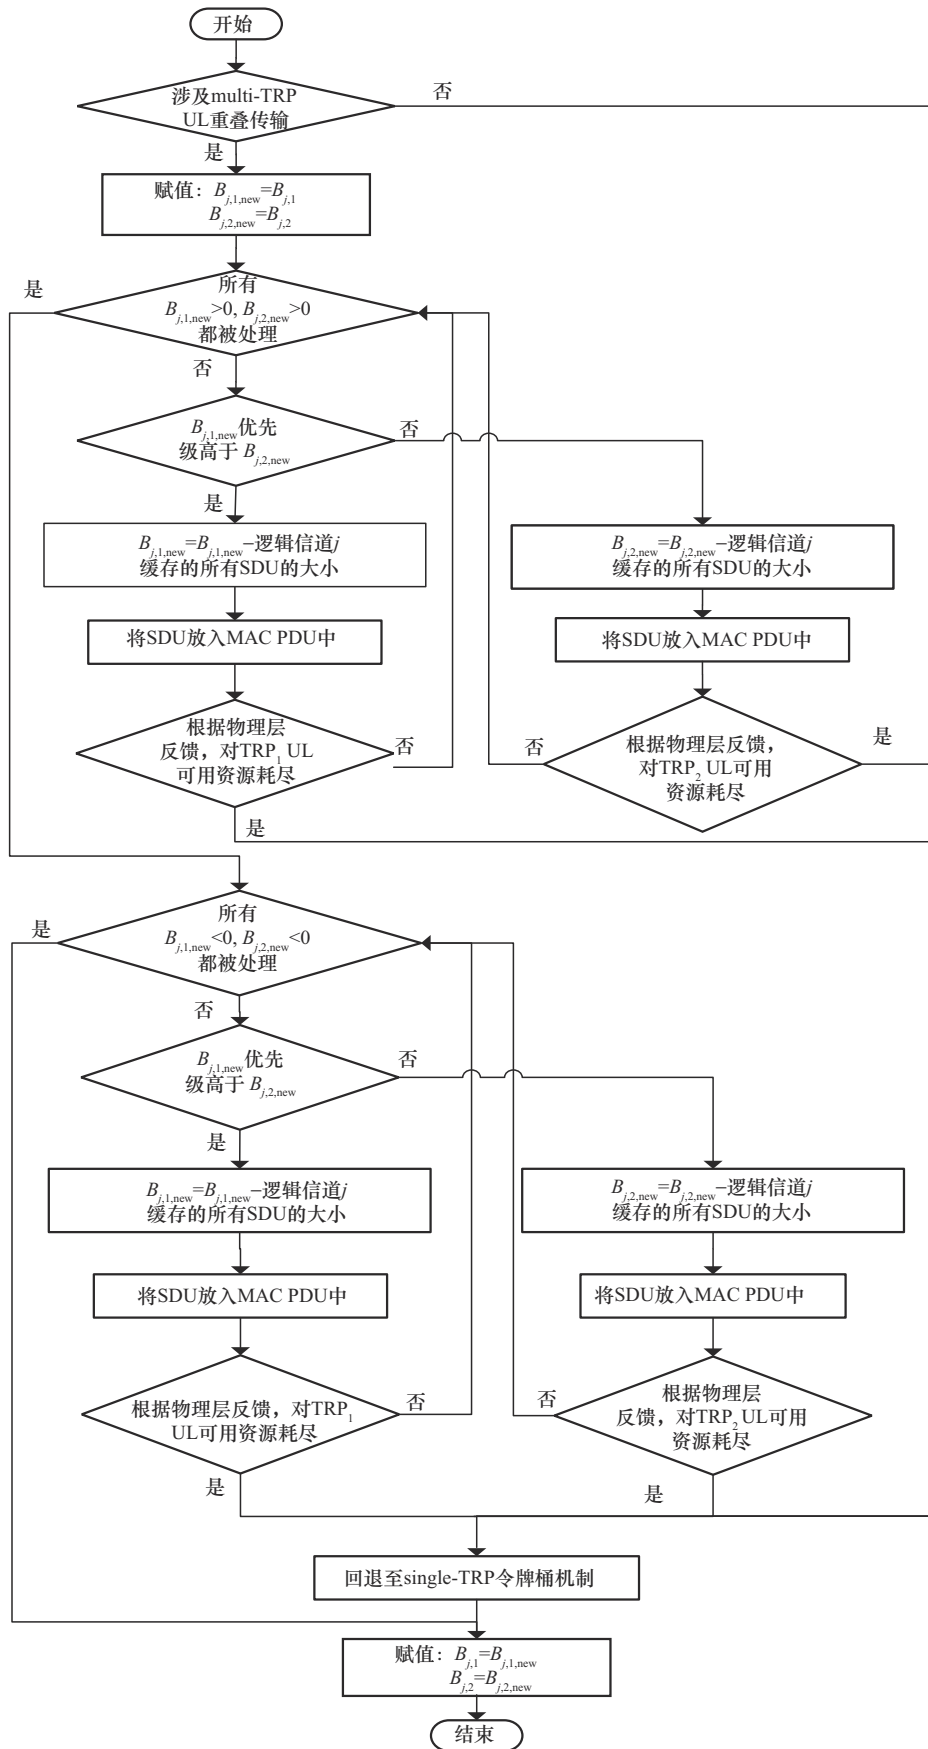 开始
涉及multi-TRP
UL重叠传输
否
是
赋值：B_{j,1,new}=B_{j,1}
B_{j,2,new}=B_{j,2}
是
所有
B_{j,1,new}>0, B_{j,2,new}>0
都被处理
否
B_{j,1,new}优先
级高于 B_{j,2,new}
否
是
B_{j,1,new}=B_{j,1,new}−逻辑信道j
缓存的所有SDU的大小
B_{j,2,new}=B_{j,2,new}−逻辑信道j
缓存的所有SDU的大小
将SDU放入MAC PDU中
将SDU放入MAC PDU中
根据物理层
反馈，对TRP_1 UL
可用资源耗尽
否
是
否
根据物理层反馈，
对TRP_2 UL可用
资源耗尽
是
是
所有
B_{j,1,new}<0, B_{j,2,new}<0
都被处理
否
B_{j,1,new}优先
级高于 B_{j,2,new}
否
是
B_{j,1,new}=B_{j,1,new}−逻辑信道j
缓存的所有SDU的大小
B_{j,2,new}=B_{j,2,new}−逻辑信道j
缓存的所有SDU的大小
将SDU放入MAC PDU中
将SDU放入MAC PDU中
根据物理层反馈，对TRP_1
UL可用资源耗尽
否
是
否
根据物理层
反馈，对TRP_2 UL可用
资源耗尽
是
回退至single-TRP令牌桶机制
赋值：B_{j,1}=B_{j,1,new}
B_{j,2}=B_{j,2,new}
结束